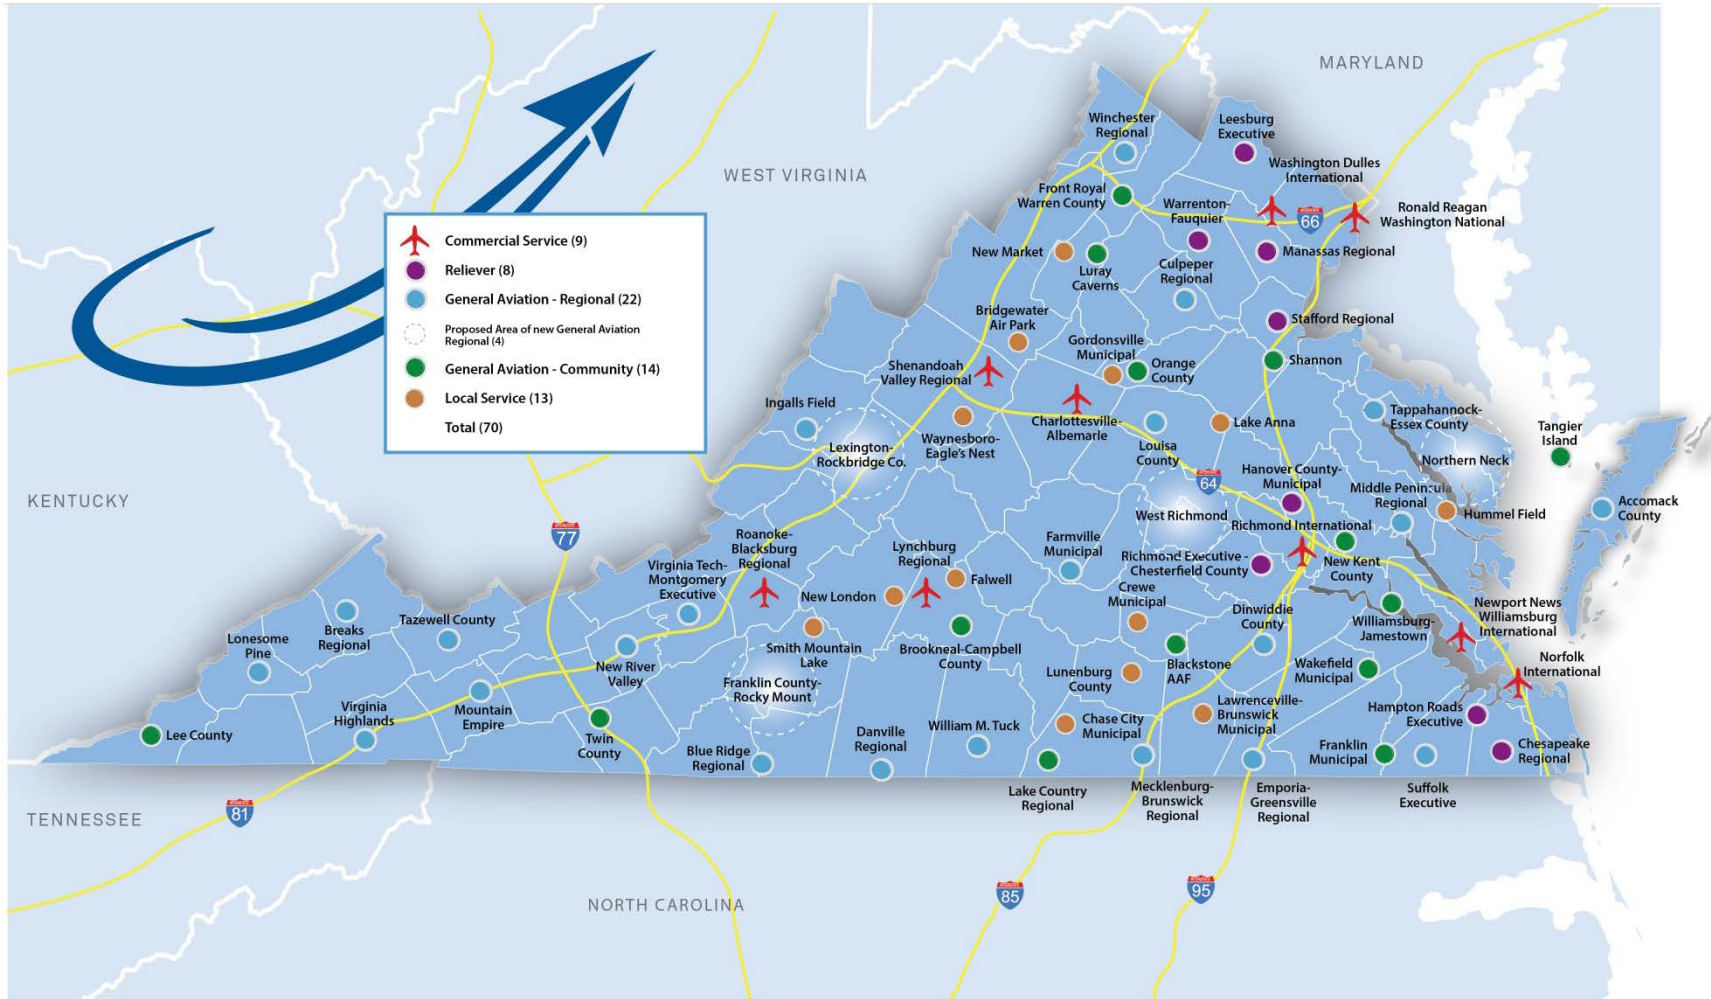 MARYLAND
WEST VIRGINIA
KENTUCKY
TENNESSEE
NORTH CAROLINA
Commercial Service (9)
Reliever (8)
General Aviation - Regional (22)
Proposed Area of new General Aviation
Regional (4)
General Aviation - Community (14)
Local Service (13)
Total (70)
Winchester
Regional
Leesburg
Executive
Washington Dulles
International
Front Royal
Warren County
Warrenton-
Fauquier
66
Ronald Reagan
Washington National
New Market
Luray
Caverns
Culpeper
Regional
Manassas Regional
Bridgewater
Air Park
Stafford Regional
Gordonsville
Municipal
Orange
County
Shannon
Shenandoah
Valley Regional
Ingalls Field
Lexington-
Rockbridge Co.
Waynesboro-
Eagle's Nest
Charlottesville-
Albemarle
Louisa
County
Lake Anna
Tappahannock-
Essex County
Tangier
Island
Northern Neck
Hanover County-
Municipal
64
Middle Peninsula
Regional
Hummel Field
Accomack
County
West Richmond
Richmond International
77
Roanoke-
Blacksburg
Regional
Lynchburg
Regional
Farmville
Municipal
Richmond Executive -
Chesterfield County
New Kent
County
Virginia Tech-
Montgomery
Executive
New London
Falwell
Crewe
Municipal
Dinwiddie
County
Williamsburg-
Jamestown
Newport News
Williamsburg
International
Breaks
Regional
Tazewell County
Lonesome
Pine
New River
Valley
Smith Mountain
Lake
Brookneal-Campbell
County
Blackstone
AAF
Wakefield
Municipal
Norfolk
International
Franklin County-
Rocky Mount
Lunenburg
County
Virginia
Highlands
Mountain
Empire
Lee County
Twin
County
Blue Ridge
Regional
Danville
Regional
William M. Tuck
Chase City
Municipal
Lawrenceville-
Brunswick
Municipal
Hampton Roads
Executive
Franklin
Municipal
Chesapeake
Regional
Lake Country
Regional
Mecklenburg-
Brunswick
Regional
Emporia-
Greensville
Regional
Suffolk
Executive
81
85
95